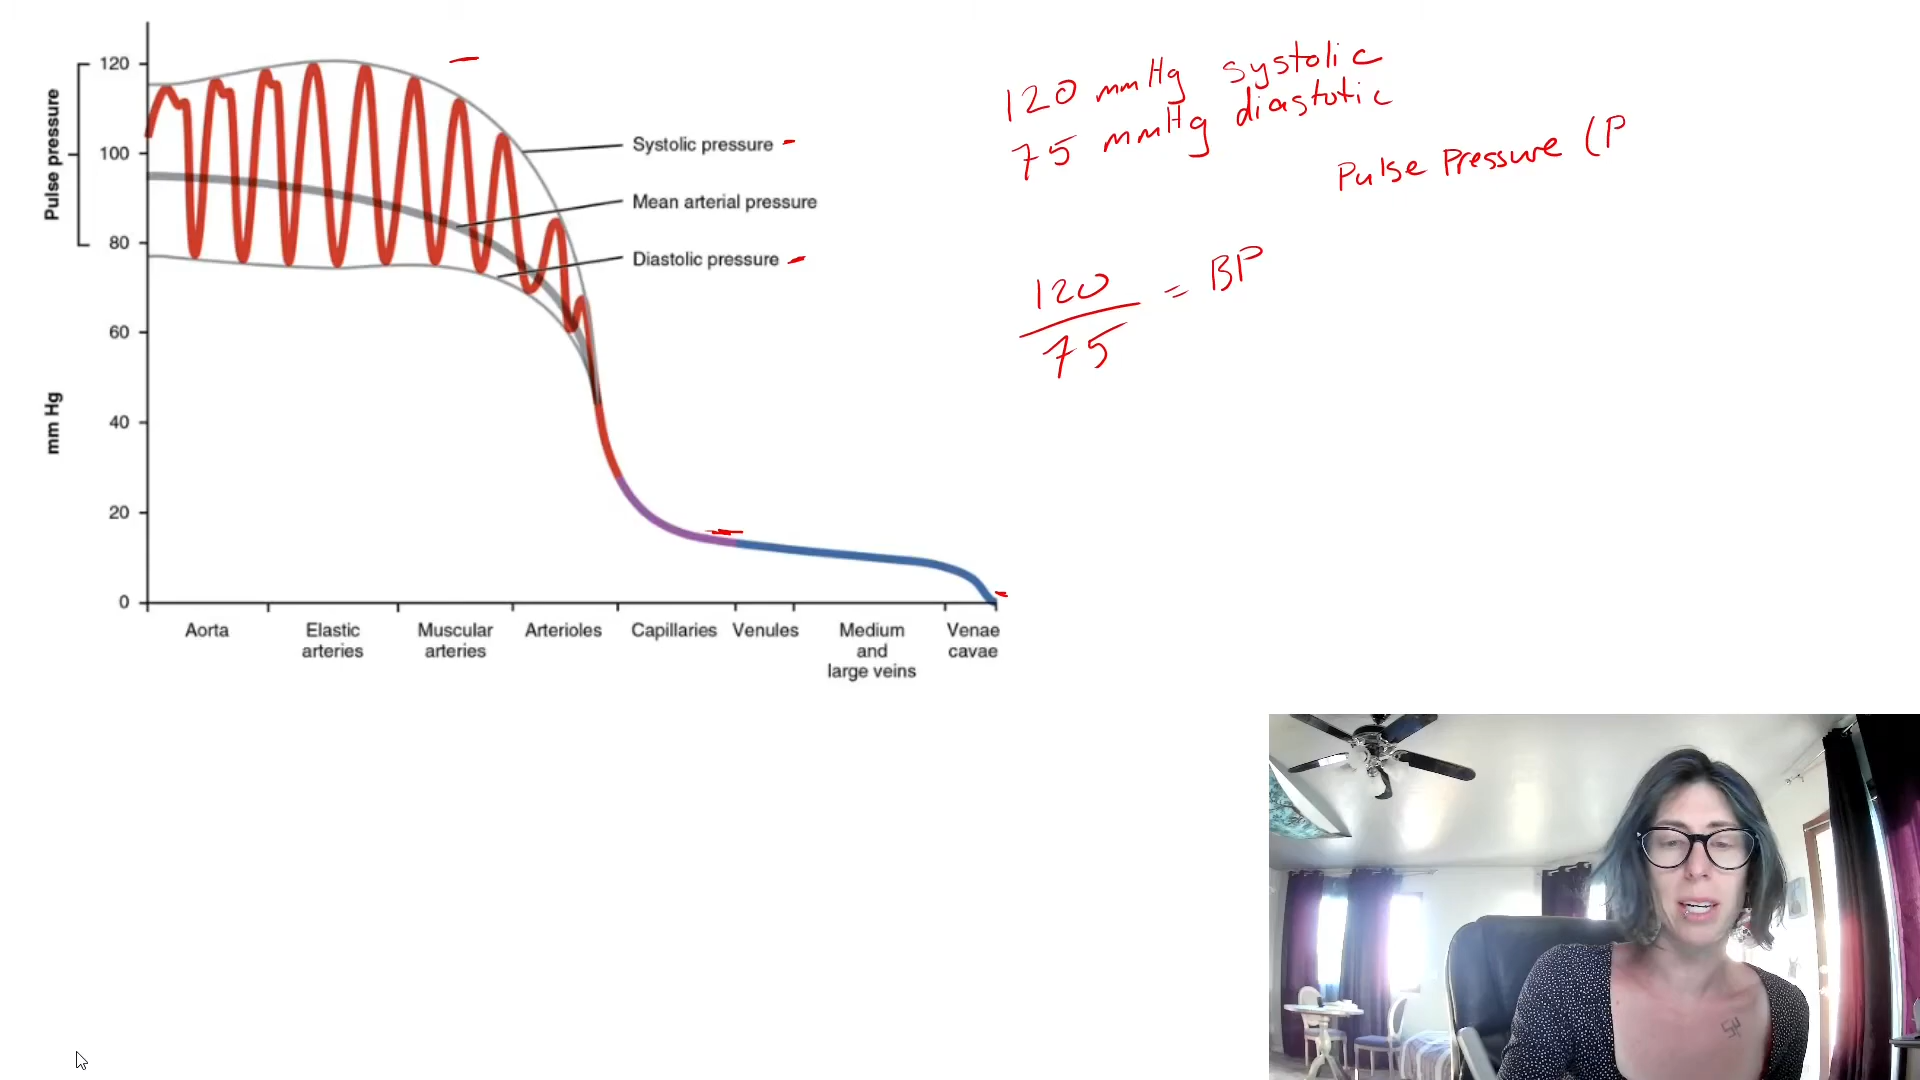 120
100
80
60
40
20
0
Pulse pressure
mm Hg
Systolic pressure
Mean arterial pressure
Diastolic pressure
Aorta
Elastic
arteries
Muscular
arteries
Arterioles
Capillaries
Venules
Medium
and
large veins
Venae
cavae
120 mmHg systolic
75 mmHg diastolic
Pulse Pressure (P
120
75
= BP